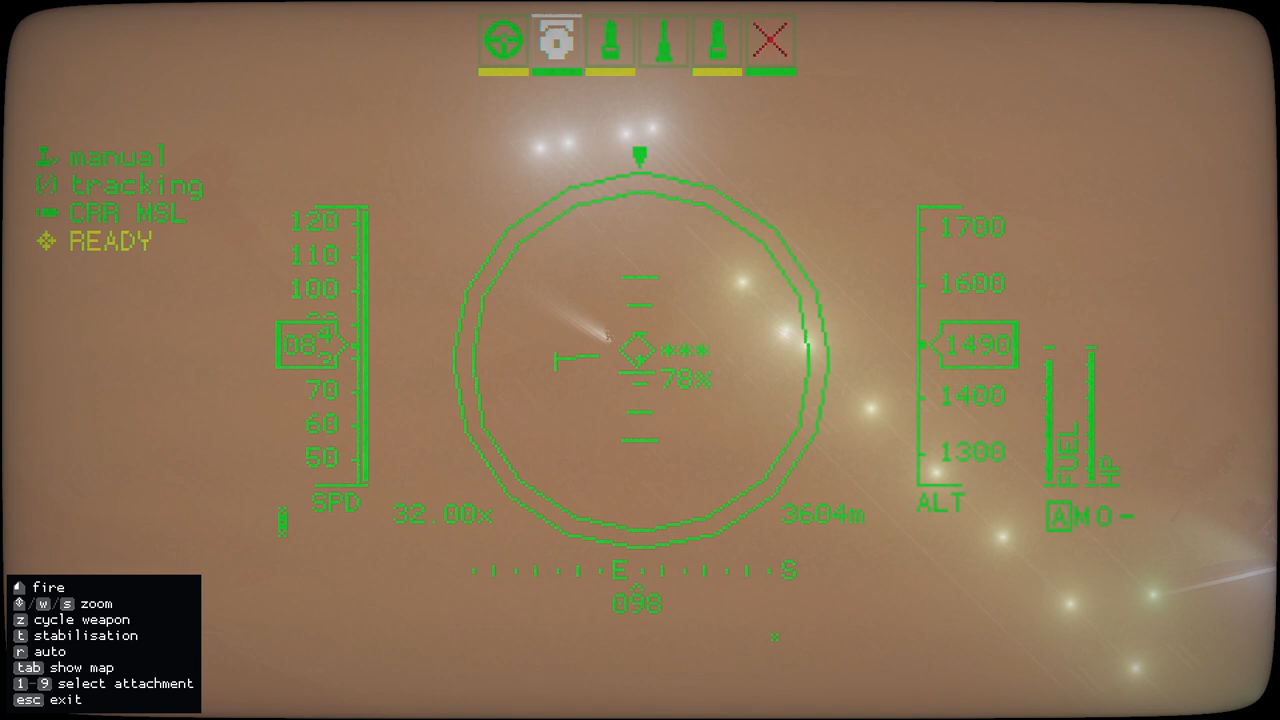 manual
tracking
CRR MSL
READY
120
110
100
70
60
50
SPD
32.00x
***
78%
1700
1600
1490
1400
1300
ALT
3604m
FUEL
HP
A M O -
E
S
098
fire
w / s zoom
z cycle weapon
t stabilisation
r auto
tab show map
1 - 9 select attachment
esc exit